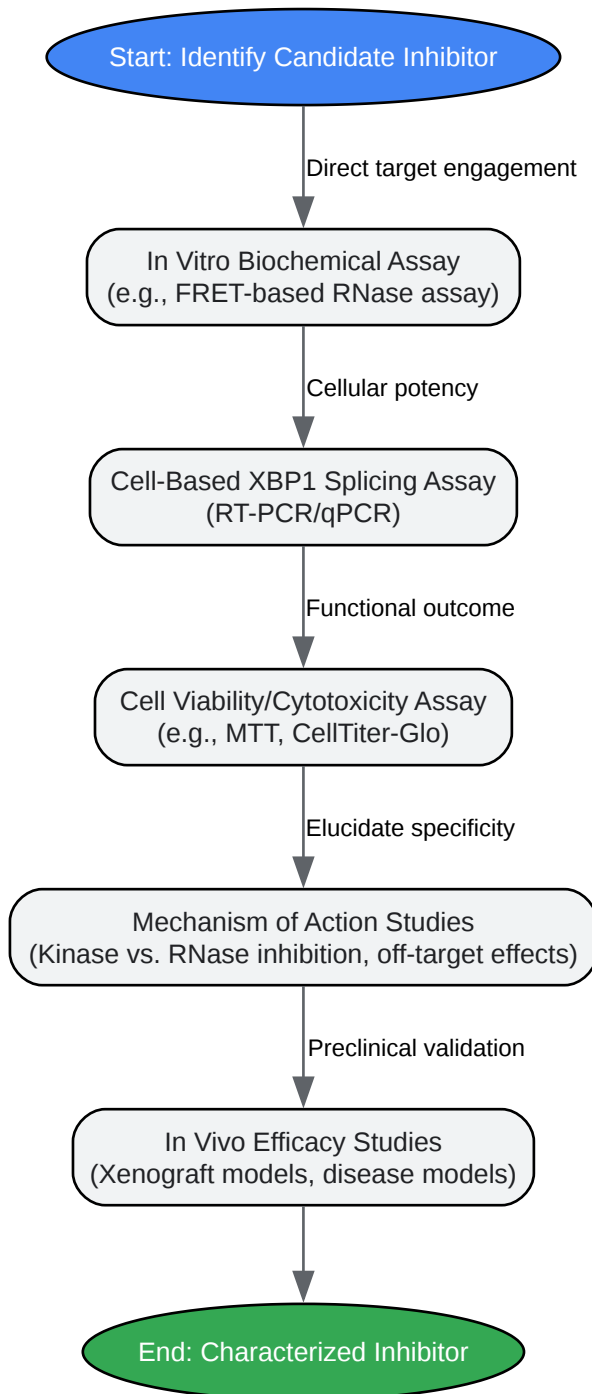 Start: Identify Candidate Inhibitor
Direct target engagement
In Vitro Biochemical Assay
(e.g., FRET-based RNase assay)
Cellular potency
Cell-Based XBP1 Splicing Assay
(RT-PCR/qPCR)
Functional outcome
Cell Viability/Cytotoxicity Assay
(e.g., MTT, CellTiter-Glo)
Elucidate specificity
Mechanism of Action Studies
(Kinase vs. RNase inhibition, off-target effects)
Preclinical validation
In Vivo Efficacy Studies
(Xenograft models, disease models)
End: Characterized Inhibitor